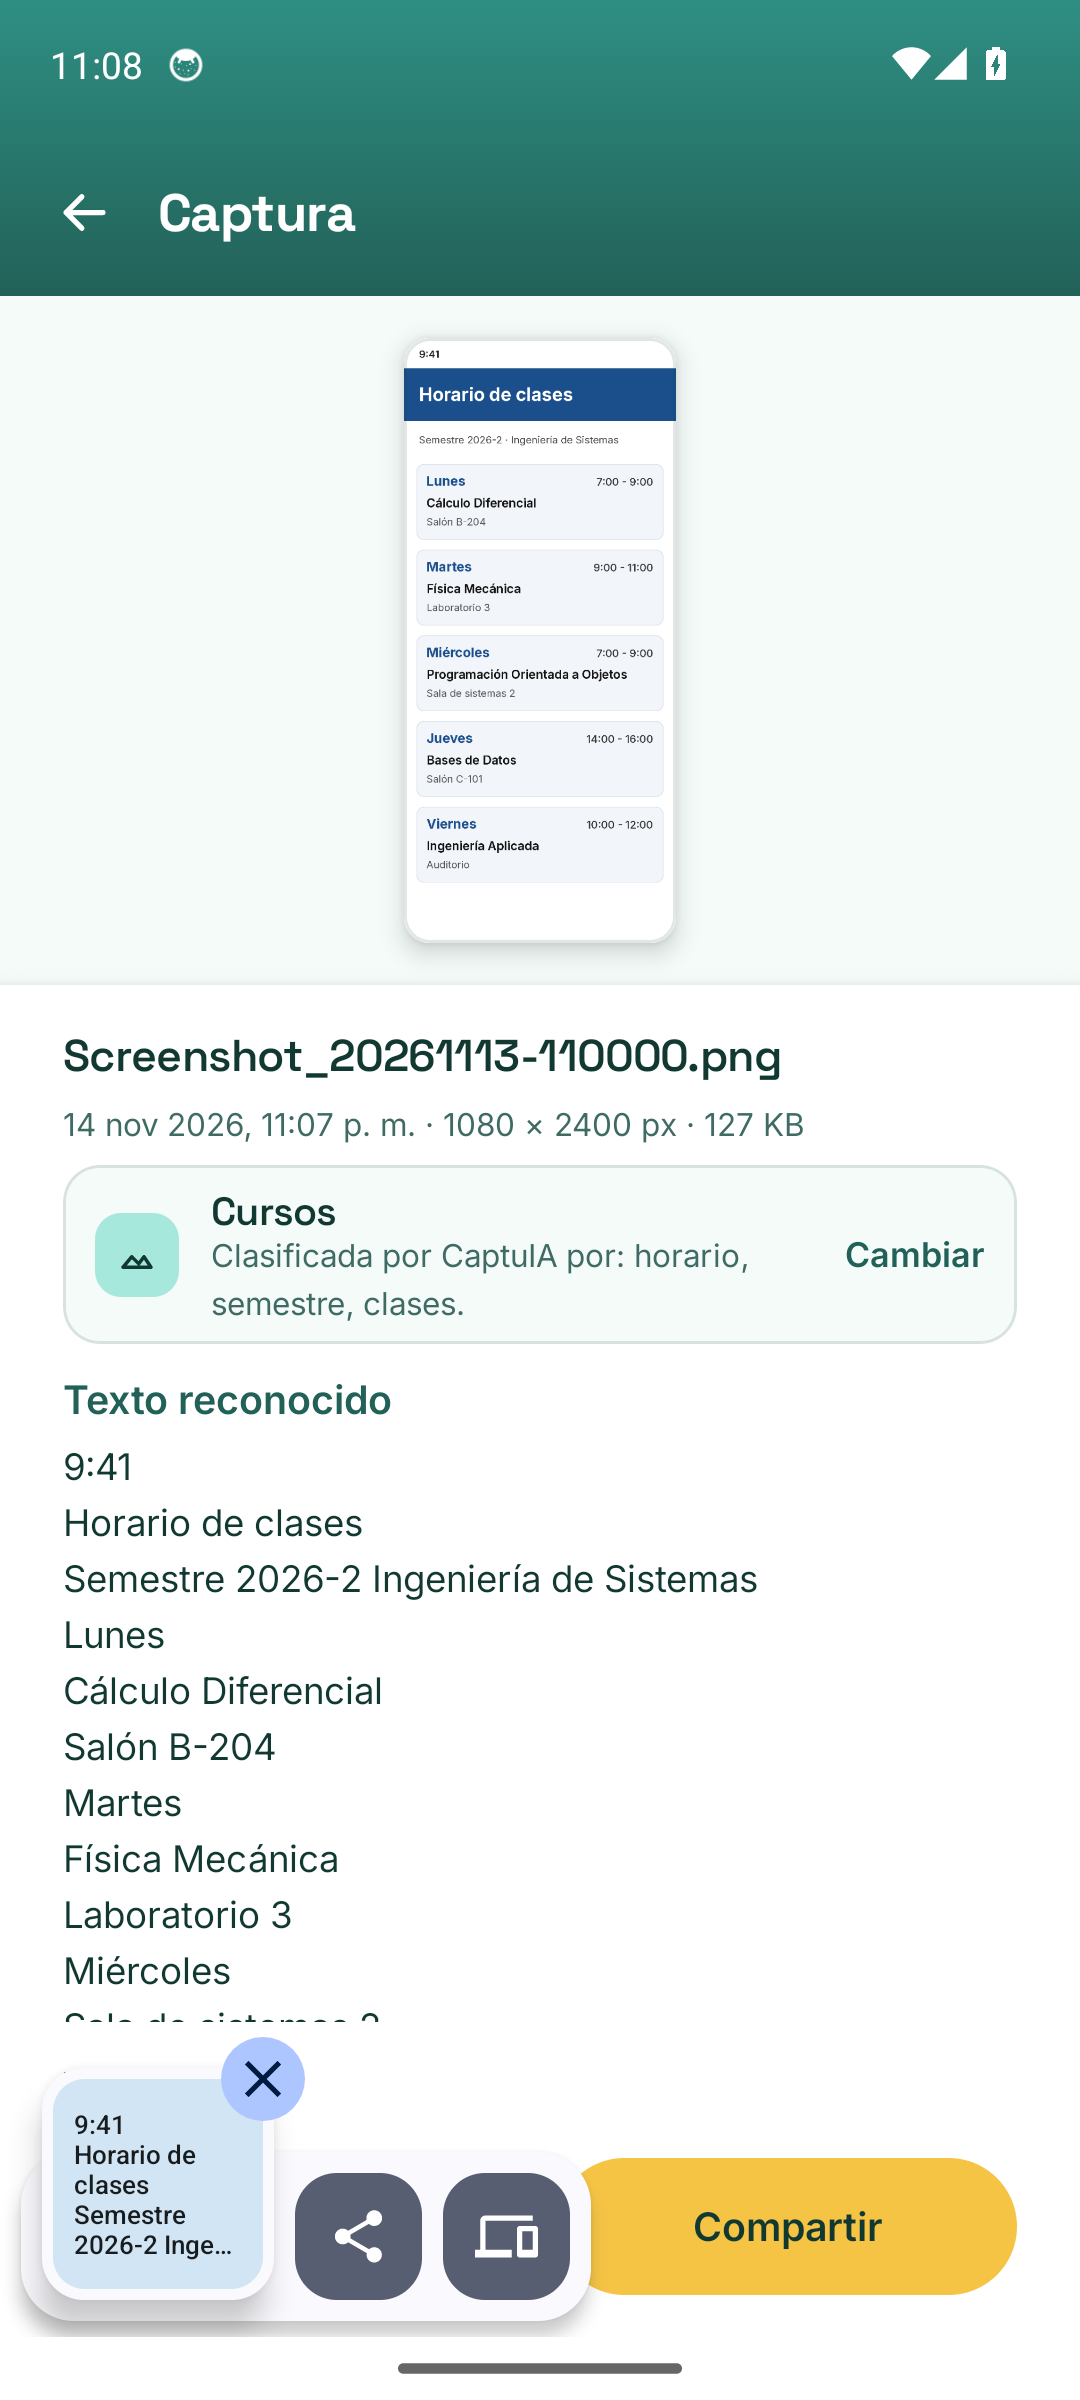 11:08
Captura
9:41
Horario de clases
Semestre 2026-2 · Ingeniería de Sistemas
Lunes 7:00 - 9:00
Cálculo Diferencial
Salón B-204
Martes 9:00 - 11:00
Física Mecánica
Laboratorio 3
Miércoles 7:00 - 9:00
Programación Orientada a Objetos
Sala de sistemas 2
Jueves 14:00 - 16:00
Bases de Datos
Salón C-101
Viernes 10:00 - 12:00
Ingeniería Aplicada
Auditorio
Screenshot_20261113-110000.png
14 nov 2026, 11:07 p. m. · 1080 × 2400 px · 127 KB
Cursos
Clasificada por CaptuIA por: horario,
semestre, clases.
Cambiar
Texto reconocido
9:41
Horario de clases
Semestre 2026-2 Ingeniería de Sistemas
Lunes
Cálculo Diferencial
Salón B-204
Martes
Física Mecánica
Laboratorio 3
Miércoles
Sala de sistemas 2
9:41
Horario de
clases
Semestre
2026-2 Inge...
Compartir